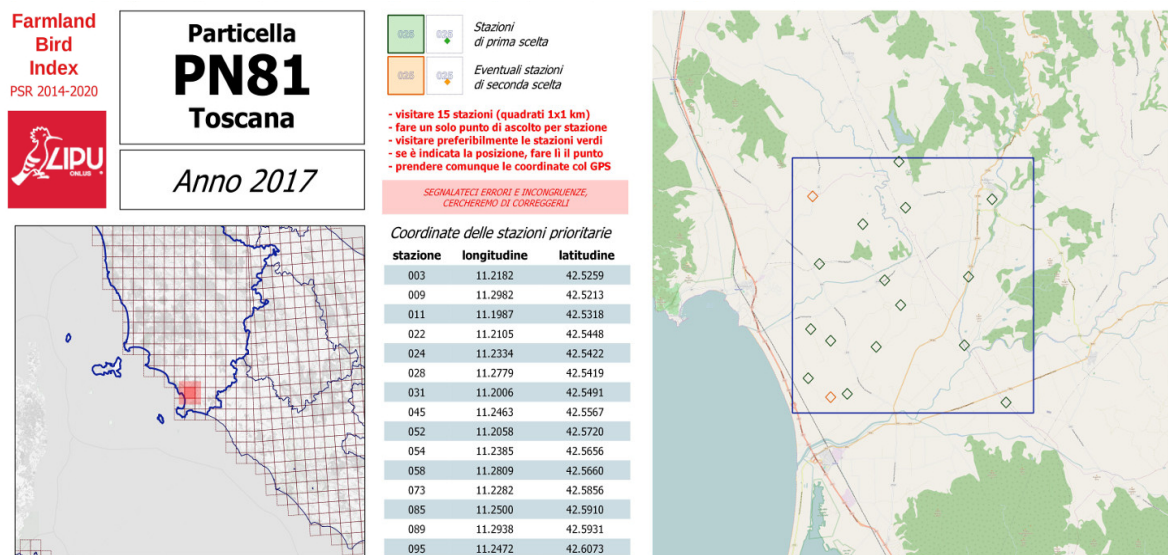 Farmland
Bird
Index
PSR 2014-2020
LIPU
ONLUS
Particella
PN81
Toscana
Anno 2017
025 025 Stazioni
di prima scelta
025 025 Eventuali stazioni
di seconda scelta
- visitare 15 stazioni (quadrati 1x1 km)
- fare un solo punto di ascolto per stazione
- visitare preferibilmente le stazioni verdi
- se è indicata la posizione, fare lì il punto
- prendere comunque le coordinate col GPS
SEGNALATECI ERRORI E INCONGRUENZE,
CERCHEREMO DI CORREGGERLI
Coordinate delle stazioni prioritarie
stazione longitudine latitudine
003 11.2182 42.5259
009 11.2982 42.5213
011 11.1987 42.5318
022 11.2105 42.5448
024 11.2334 42.5422
028 11.2779 42.5419
031 11.2006 42.5491
045 11.2463 42.5567
052 11.2058 42.5720
054 11.2385 42.5656
058 11.2809 42.5660
073 11.2282 42.5856
085 11.2500 42.5910
089 11.2938 42.5931
095 11.2472 42.6073